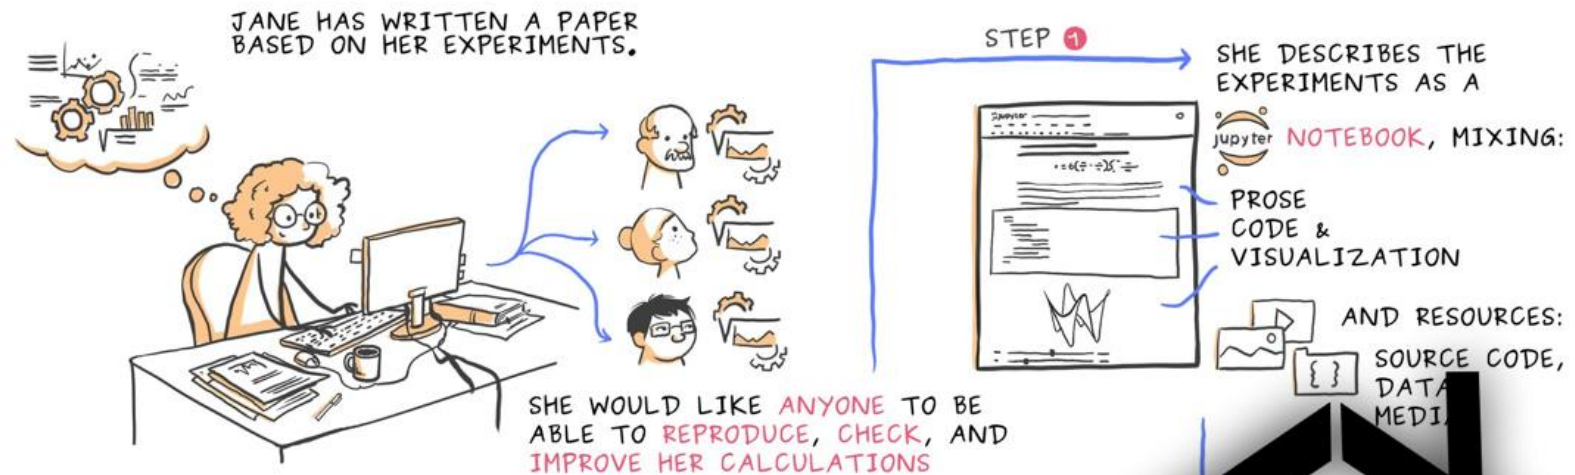 JANE HAS WRITTEN A PAPER
BASED ON HER EXPERIMENTS.
SHE WOULD LIKE ANYONE TO BE
ABLE TO REPRODUCE, CHECK, AND
IMPROVE HER CALCULATIONS
STEP 1
SHE DESCRIBES THE
EXPERIMENTS AS A
jupyter NOTEBOOK, MIXING:
PROSE
CODE &
VISUALIZATION
AND RESOURCES:
SOURCE CODE,
DATA